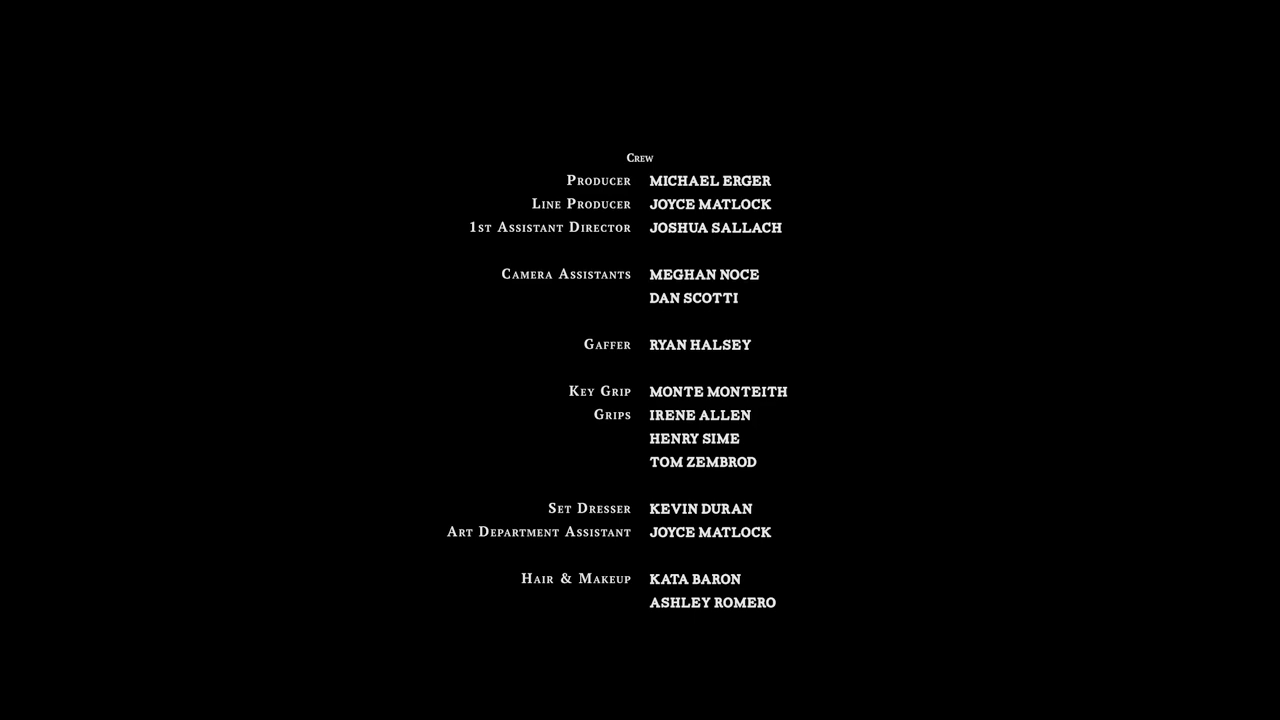 Crew
Producer MICHAEL ERGER
Line Producer JOYCE MATLOCK
1st Assistant Director JOSHUA SALLACH
Camera Assistants MEGHAN NOCE
DAN SCOTTI
Gaffer RYAN HALSEY
Key Grip MONTE MONTEITH
Grips IRENE ALLEN
HENRY SIME
TOM ZEMBROD
Set Dresser KEVIN DURAN
Art Department Assistant JOYCE MATLOCK
Hair & Makeup KATA BARON
ASHLEY ROMERO